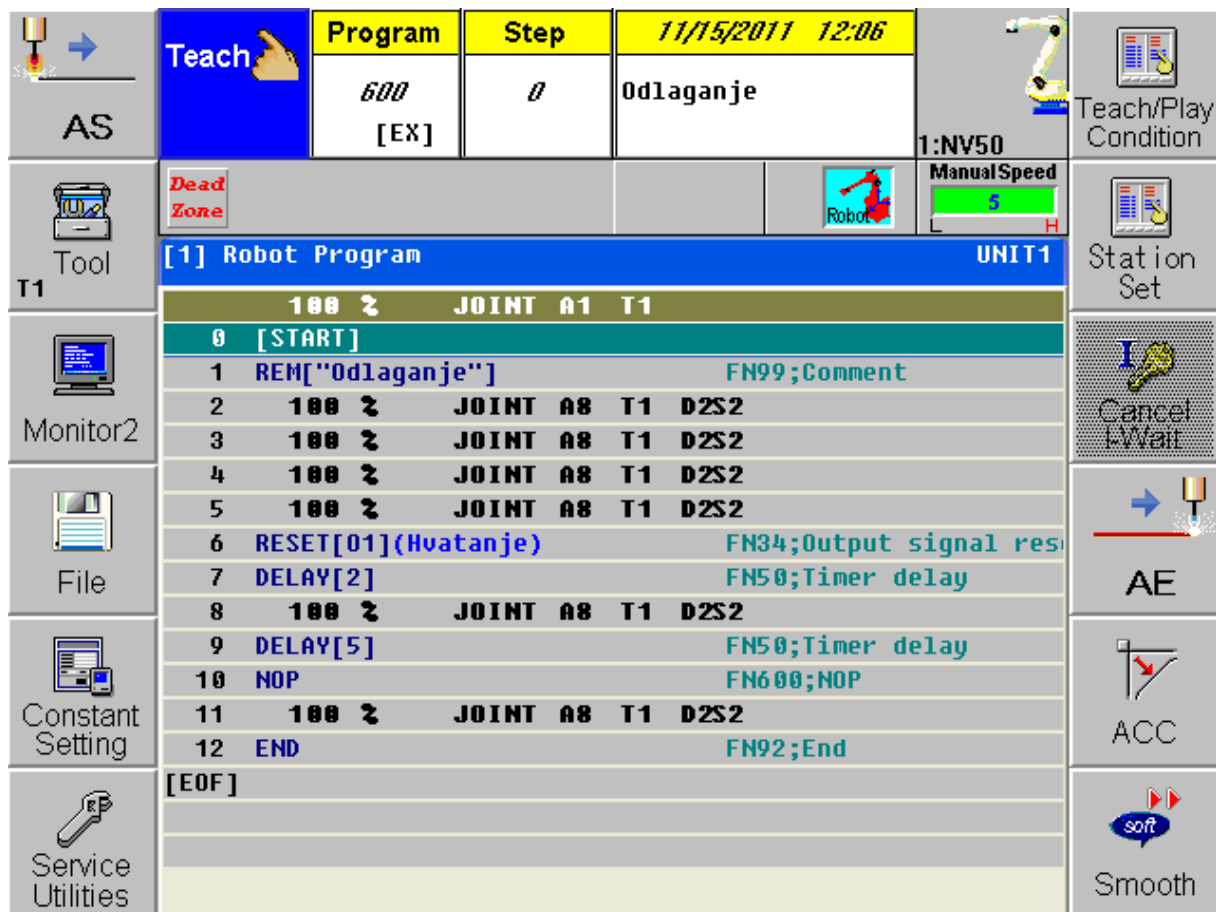 AS
Teach
Program
Step
11/15/2011 12:06
600
[EX]
0
Odlaganje
1:NV50
Teach/Play
Condition
Tool
T1
Dead
Zone
Robot
Manual Speed
5
L H
Station
Set
[1] Robot Program UNIT1
100 % JOINT A1 T1
0 [START]
1 REM["Odlaganje"] FN99;Comment
2 100 % JOINT A8 T1 D2S2
3 100 % JOINT A8 T1 D2S2
4 100 % JOINT A8 T1 D2S2
5 100 % JOINT A8 T1 D2S2
6 RESET[O1](Hvatanje) FN34;Output signal res
7 DELAY[2] FN50;Timer delay
8 100 % JOINT A8 T1 D2S2
9 DELAY[5] FN50;Timer delay
10 NOP FN600;NOP
11 100 % JOINT A8 T1 D2S2
12 END FN92;End
[EOF]
Monitor2
File
Constant
Setting
Service
Utilities
I
Cancel
I-Wait
AE
ACC
soft
Smooth